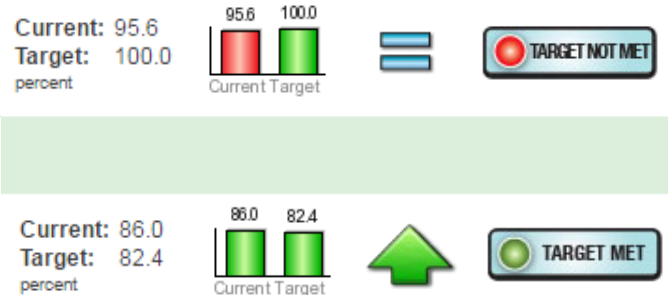 Current: 95.6
Target: 100.0
percent
95.6 100.0
Current Target
TARGET NOT MET
Current: 86.0
Target: 82.4
percent
86.0 82.4
Current Target
TARGET MET